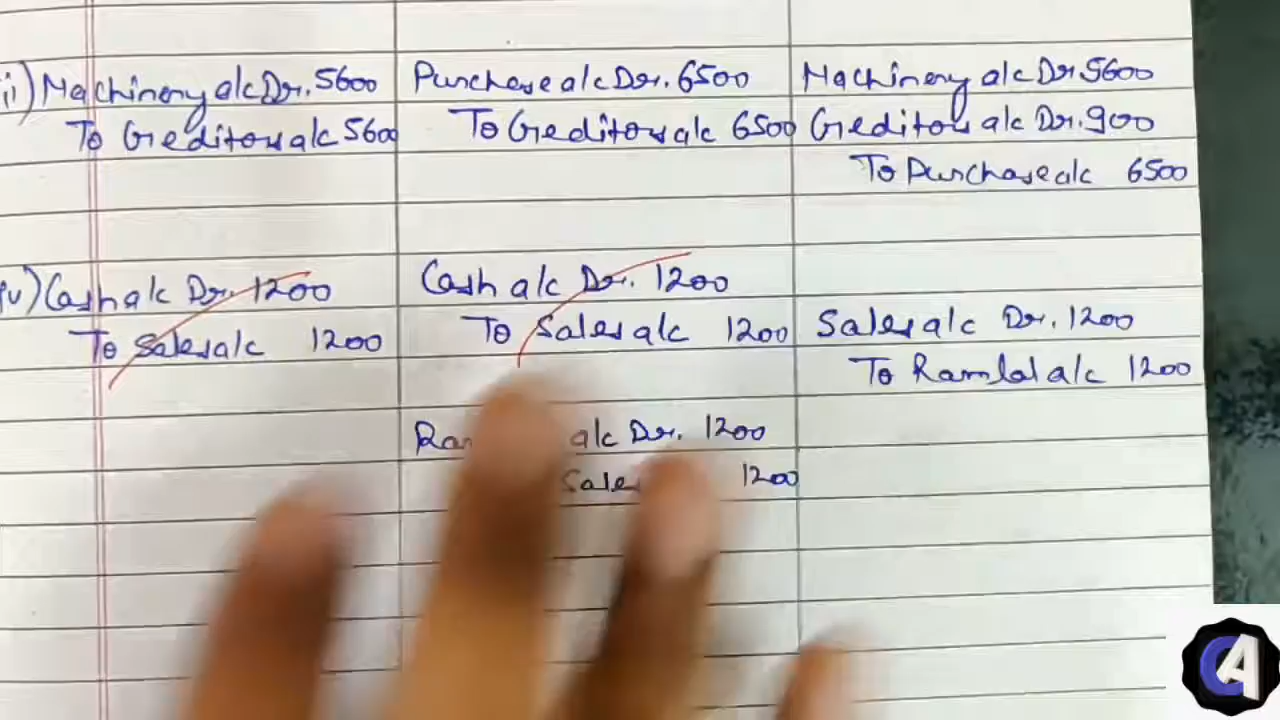 ii) Machinery a/c Dr. 5600
To Creditors a/c 5600
Purchase a/c Dr. 6500
To Creditors a/c 6500
Machinery a/c Dr. 5600
Creditors a/c Dr. 900
To Purchase a/c 6500
iv) Cash a/c Dr. 1200
To Sales a/c 1200
Cash a/c Dr. 1200
To Sales a/c 1200
a/c Dr. 1200
1200
Sales a/c Dr. 1200
To Ramlal a/c 1200
CA